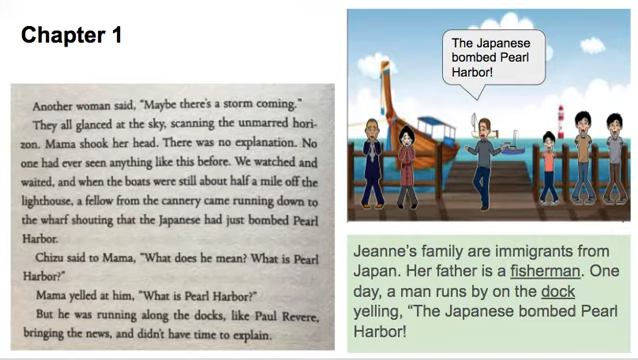 Chapter 1
Another woman said, "Maybe there's a storm coming."
They all glanced at the sky, scanning the unmarred hori-
zon. Mama shook her head. There was no explanation. No
one had ever seen anything like this before. We watched and
waited, and when the boats were still about half a mile off the
lighthouse, a fellow from the cannery came running down to
the wharf shouting that the Japanese had just bombed Pearl
Harbor.
Chizu said to Mama, "What does he mean? What is Pearl
Harbor?"
Mama yelled at him, "What is Pearl Harbor?"
But he was running along the docks, like Paul Revere,
bringing the news, and didn't have time to explain.
The Japanese
bombed Pearl
Harbor!
Jeanne's family are immigrants from
Japan. Her father is a fisherman. One
day, a man runs by on the dock
yelling, "The Japanese bombed Pearl
Harbor!